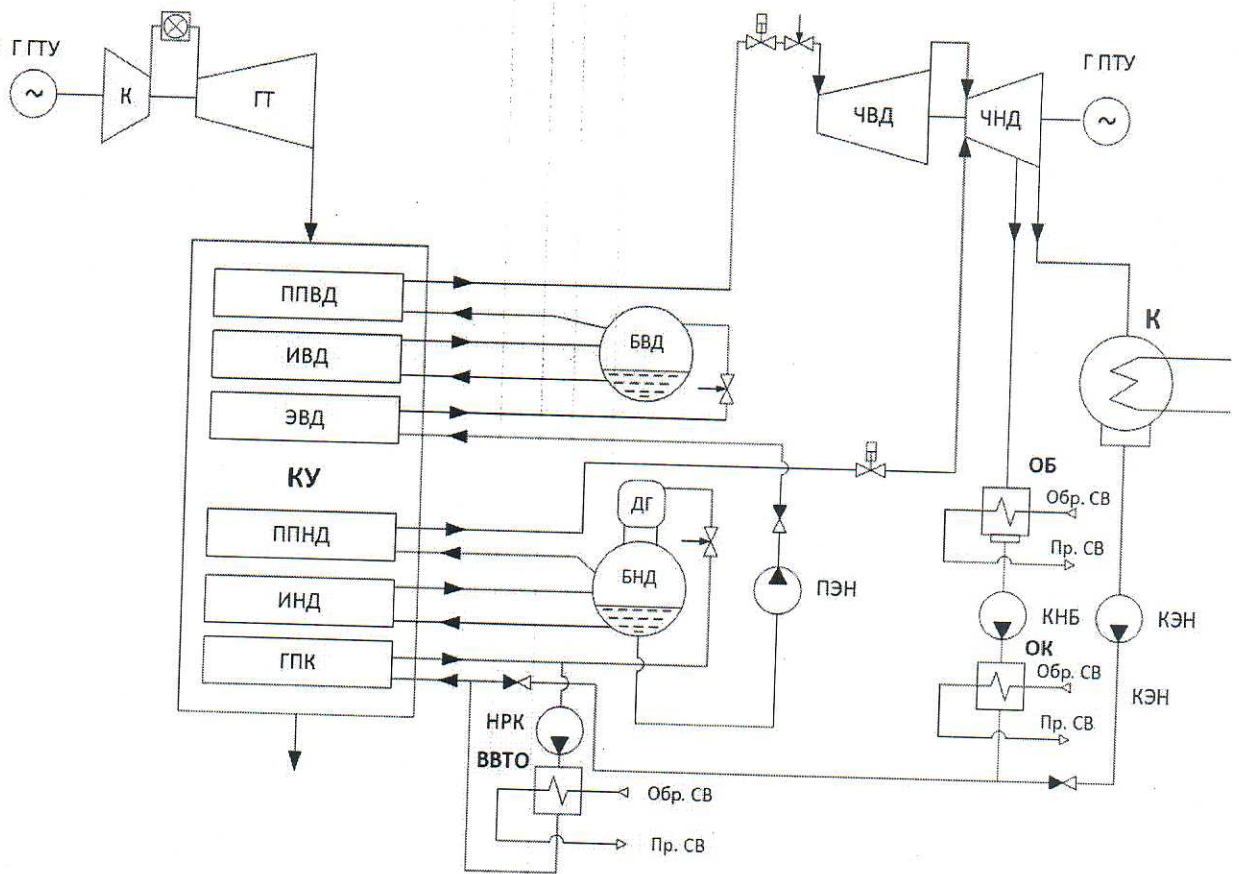 Г ГТУ
~
К
ГТ
ЧВД
ЧНД
Г ПТУ
~
ППВД
ИВД
ЭВД
КУ
ППНД
ИНД
ГПК
БВД
ДГ
БНД
ПЭН
К
ОБ
Обр. СВ
Пр. СВ
КНБ
КЭН
ОК
Обр. СВ
КЭН
Пр. СВ
НРК
ВВТО
Обр. СВ
Пр. СВ